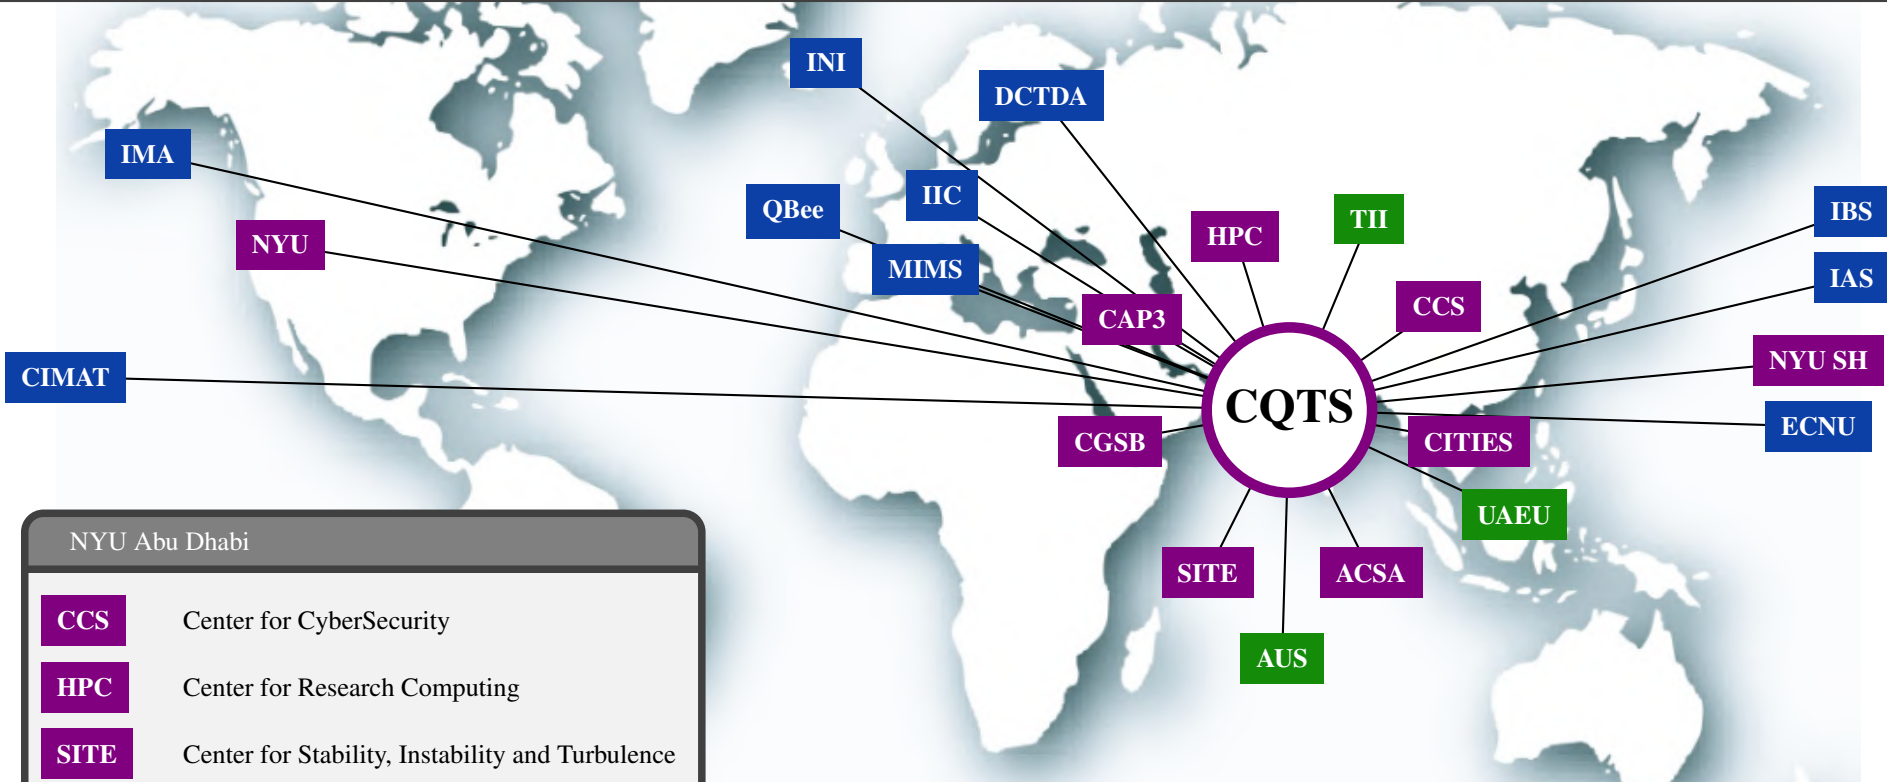 INI
DCTDA
IMA
IIC
QBee
TII
IBS
HPC
NYU
MIMS
IAS
CCS
CAP3
NYU SH
CIMAT
CQTS
ECNU
CGSB
CITIES
UAEU
SITE
ACSA
AUS
NYU Abu Dhabi
CCS Center for CyberSecurity
HPC Center for Research Computing
SITE Center for Stability, Instability and Turbulence